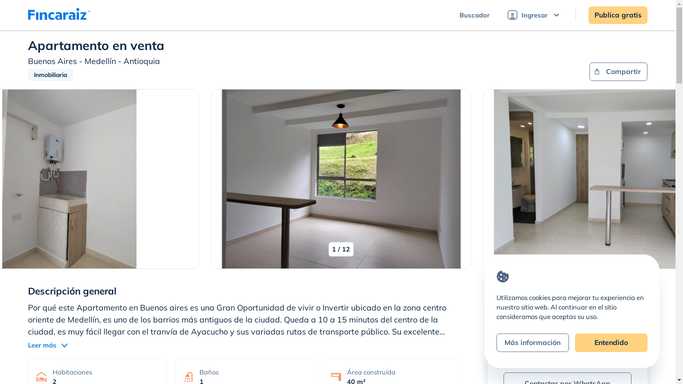 Fincaraiz
Buscador
Ingresar
Publica gratis
Apartamento en venta
Buenos Aires - Medellín - Antioquia
Inmobiliaria
Compartir
1 / 12
Descripción general
Por qué este Apartamento en Buenos aires es una Gran Oportunidad de vivir o Invertir ubicado en la zona centro
oriente de Medellín, es uno de los barrios más antiguos de la ciudad. Queda a 10 a 15 minutos del centro de la
ciudad, es muy fácil llegar con el tranvía de Ayacucho y sus variadas rutas de transporte público. Su excelente...
Leer más
Habitaciones
2
Baños
1
Área construida
40 m²
Utilizamos cookies para mejorar tu experiencia en
nuestro sitio web. Al continuar en el sitio
consideramos que aceptas su uso.
Más información
Entendido
Contactar por WhatsApp